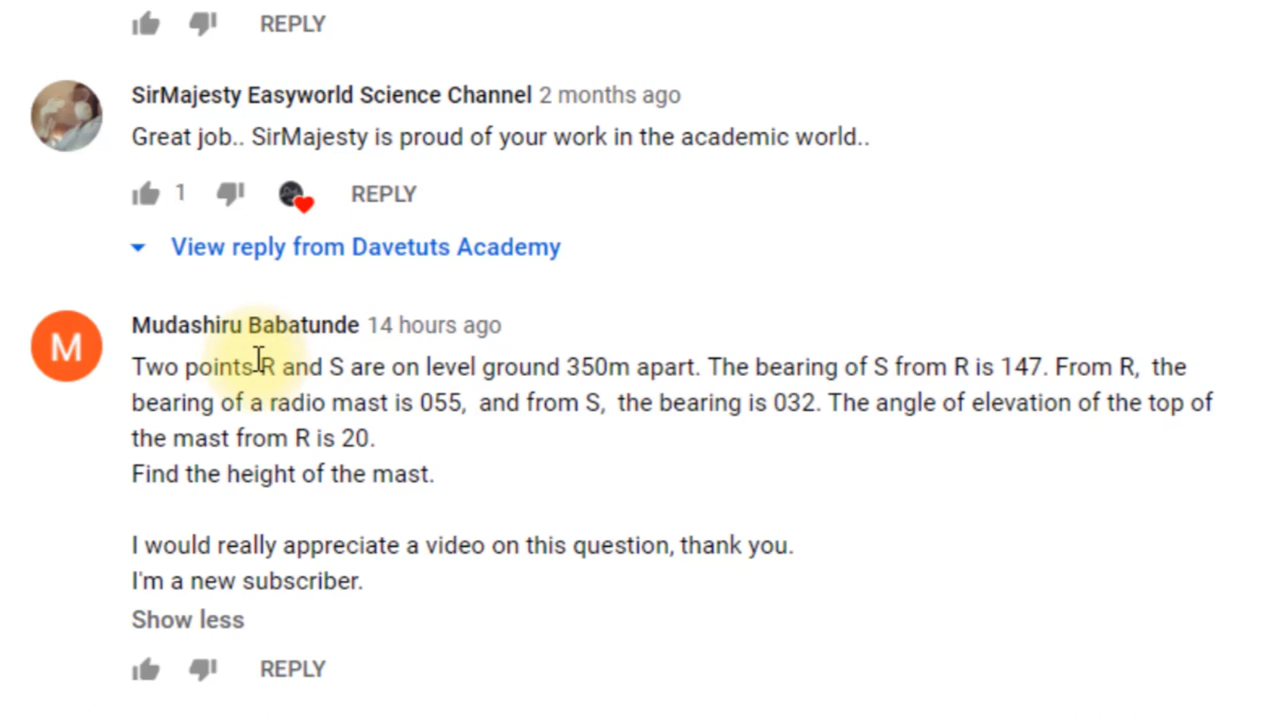 REPLY
SirMajesty Easyworld Science Channel 2 months ago
Great job.. SirMajesty is proud of your work in the academic world..
1 REPLY
View reply from Davetuts Academy
M
Mudashiru Babatunde 14 hours ago
Two points R and S are on level ground 350m apart. The bearing of S from R is 147. From R, the
bearing of a radio mast is 055, and from S, the bearing is 032. The angle of elevation of the top of
the mast from R is 20.
Find the height of the mast.
I would really appreciate a video on this question, thank you.
I'm a new subscriber.
Show less
REPLY